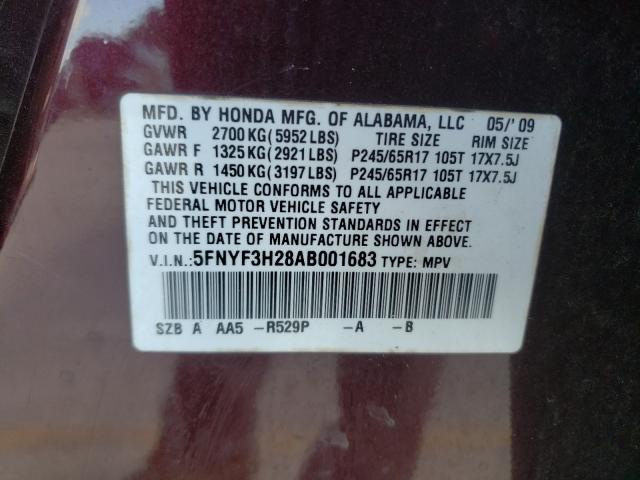 MFD. BY HONDA MFG. OF ALABAMA, LLC 05/'09
GVWR 2700 KG (5952 LBS) TIRE SIZE RIM SIZE
GAWR F 1325 KG (2921 LBS) P245/65R17 105T 17X7.5J
GAWR R 1450 KG (3197 LBS) P245/65R17 105T 17X7.5J
THIS VEHICLE CONFORMS TO ALL APPLICABLE
FEDERAL MOTOR VEHICLE SAFETY
AND THEFT PREVENTION STANDARDS IN EFFECT
ON THE DATE OF MANUFACTURE SHOWN ABOVE.
V.I.N.: 5FNYF3H28AB001683 TYPE: MPV
SZB A AA5 -R529P -A -B